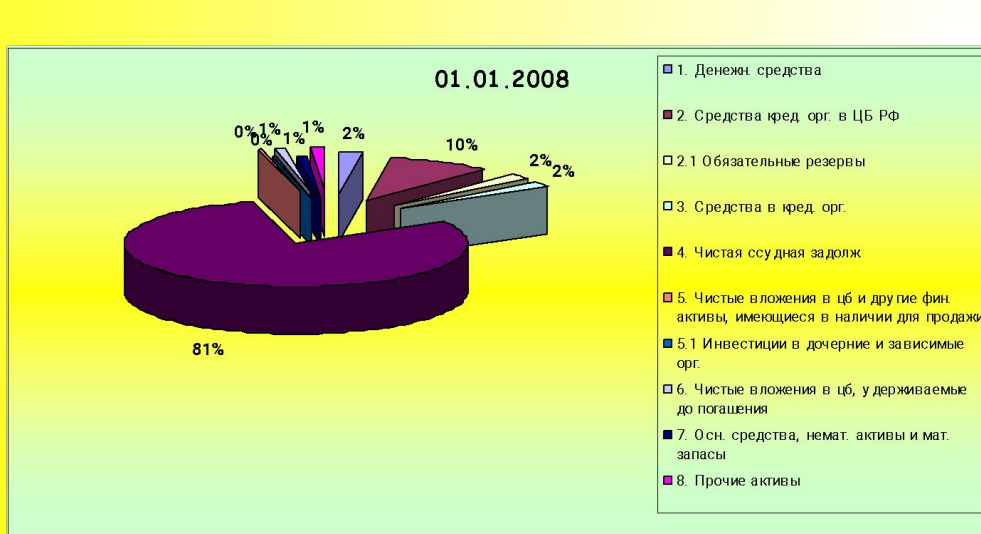 01.01.2008
0%
0%
1%
1%
1%
2%
10%
2%
2%
81%
1. Денежн. средства
2. Средства кред. орг. в ЦБ РФ
2.1 Обязательные резервы
3. Средства в кред. орг.
4. Чистая ссудная задолж
5. Чистые вложения в цб и другие фин.
активы, имеющиеся в наличии для продажи
5.1 Инвестиции в дочерние и зависимые
орг.
6. Чистые вложения в цб, удерживаемые
до погашения
7. Осн. средства, немат. активы и мат.
запасы
8. Прочие активы